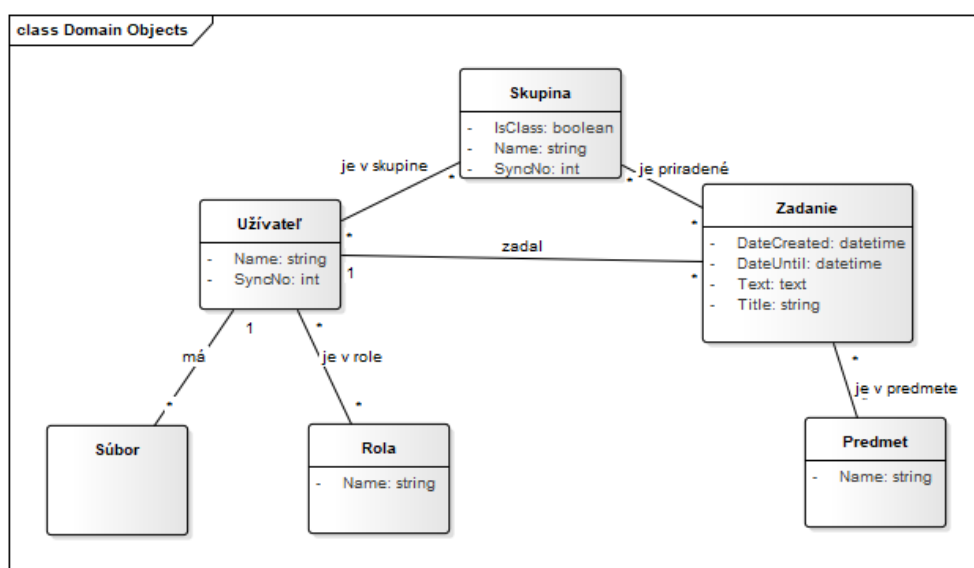 class Domain Objects
Skupina
- IsClass: boolean
- Name: string
- SyncNo: int
je v skupine
*
je priradené
*
Užívateľ
- Name: string
- SyncNo: int
*
1
zadal
*
*
Zadanie
- DateCreated: datetime
- DateUntil: datetime
- Text: text
- Title: string
1
má
*
*
je v role
*
*
je v predmete
Súbor
Rola
- Name: string
Predmet
- Name: string